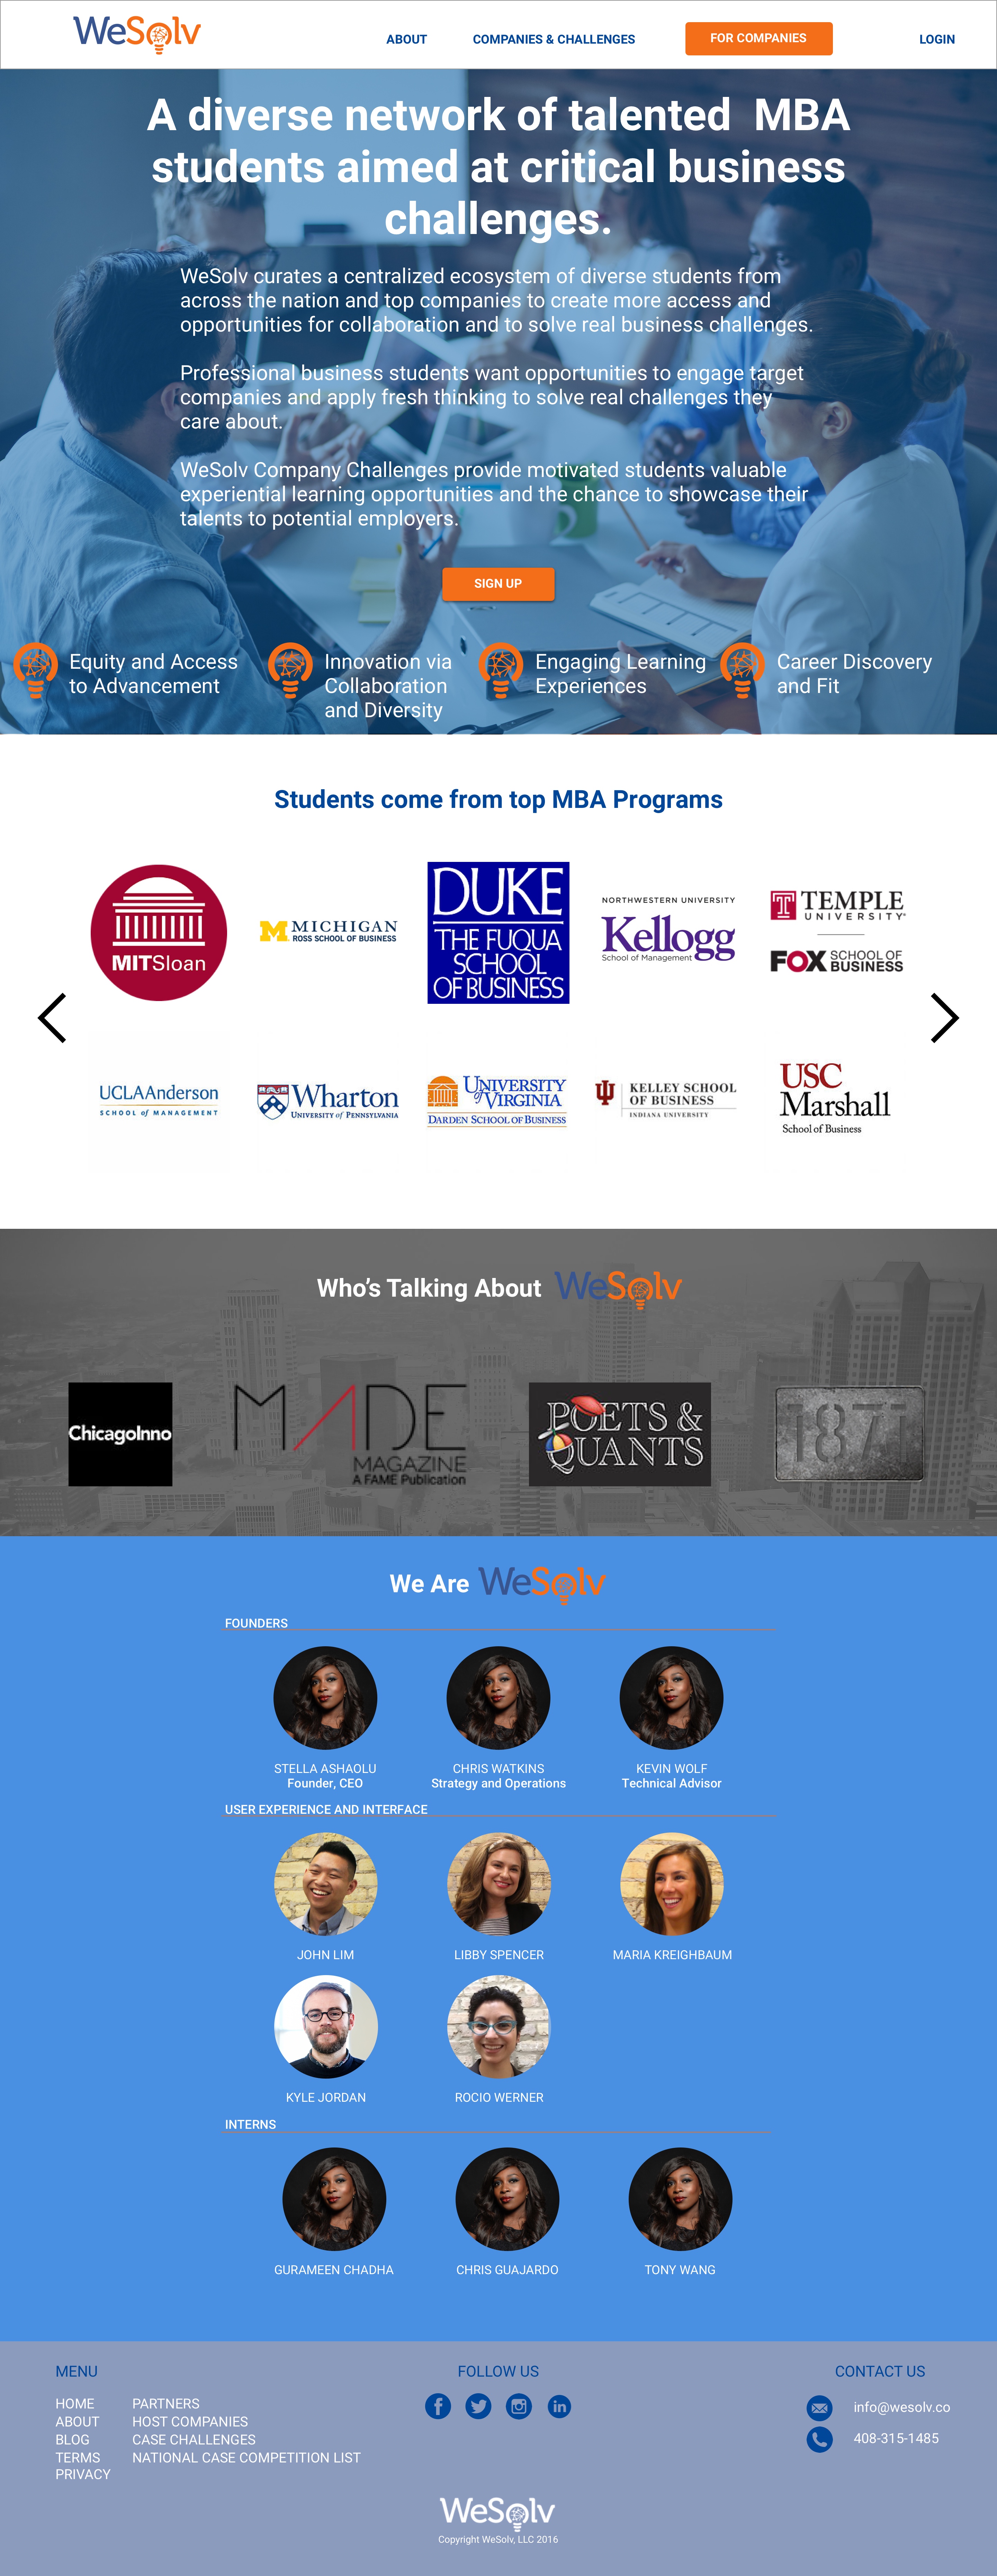 WeSolv
ABOUT
COMPANIES & CHALLENGES
FOR COMPANIES
LOGIN
A diverse network of talented MBA
students aimed at critical business
challenges.
WeSolv curates a centralized ecosystem of diverse students from
across the nation and top companies to create more access and
opportunities for collaboration and to solve real business challenges.
Professional business students want opportunities to engage target
companies and apply fresh thinking to solve real challenges they
care about.
WeSolv Company Challenges provide motivated students valuable
experiential learning opportunities and the chance to showcase their
talents to potential employers.
SIGN UP
Equity and Access
to Advancement
Innovation via
Collaboration
and Diversity
Engaging Learning
Experiences
Career Discovery
and Fit
Students come from top MBA Programs
MITSloan
M MICHIGAN
ROSS SCHOOL OF BUSINESS
DUKE
THE FUQUA
SCHOOL
OF BUSINESS
NORTHWESTERN UNIVERSITY
Kellogg
School of Management
TEMPLE
UNIVERSITY®
FOX SCHOOL OF
BUSINESS
UCLAAnderson
SCHOOL of MANAGEMENT
Wharton
UNIVERSITY of PENNSYLVANIA
UNIVERSITY
of VIRGINIA
DARDEN SCHOOL OF BUSINESS
KELLEY SCHOOL
OF BUSINESS
INDIANA UNIVERSITY
USC
Marshall
School of Business
Who's Talking About WeSolv
ChicagoInno
MADE
MAGAZINE
A FAME Publication
POETS &
QUANTS
1871
We Are WeSolv
FOUNDERS
STELLA ASHAOLU
Founder, CEO
CHRIS WATKINS
Strategy and Operations
KEVIN WOLF
Technical Advisor
USER EXPERIENCE AND INTERFACE
JOHN LIM
LIBBY SPENCER
MARIA KREIGHBAUM
KYLE JORDAN
ROCIO WERNER
INTERNS
GURAMEEN CHADHA
CHRIS GUAJARDO
TONY WANG
MENU
HOME
ABOUT
BLOG
TERMS
PRIVACY
PARTNERS
HOST COMPANIES
CASE CHALLENGES
NATIONAL CASE COMPETITION LIST
FOLLOW US
f
in
CONTACT US
info@wesolv.co
408-315-1485
WeSolv
Copyright WeSolv, LLC 2016